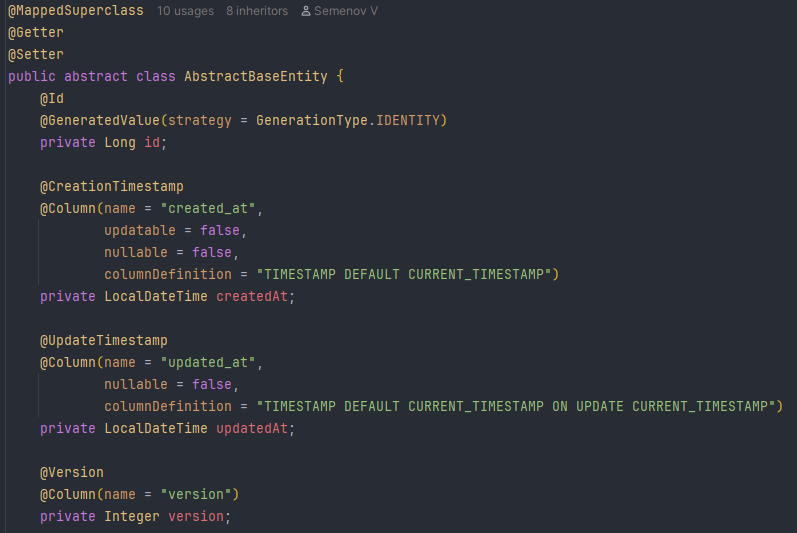 @MappedSuperclass 10 usages 8 inheritors Semenov V
@Getter
@Setter
public abstract class AbstractBaseEntity {
@Id
@GeneratedValue(strategy = GenerationType.IDENTITY)
private Long id;
@CreationTimestamp
@Column(name = "created_at",
updatable = false,
nullable = false,
columnDefinition = "TIMESTAMP DEFAULT CURRENT_TIMESTAMP")
private LocalDateTime createdAt;
@UpdateTimestamp
@Column(name = "updated_at",
nullable = false,
columnDefinition = "TIMESTAMP DEFAULT CURRENT_TIMESTAMP ON UPDATE CURRENT_TIMESTAMP")
private LocalDateTime updatedAt;
@Version
@Column(name = "version")
private Integer version;